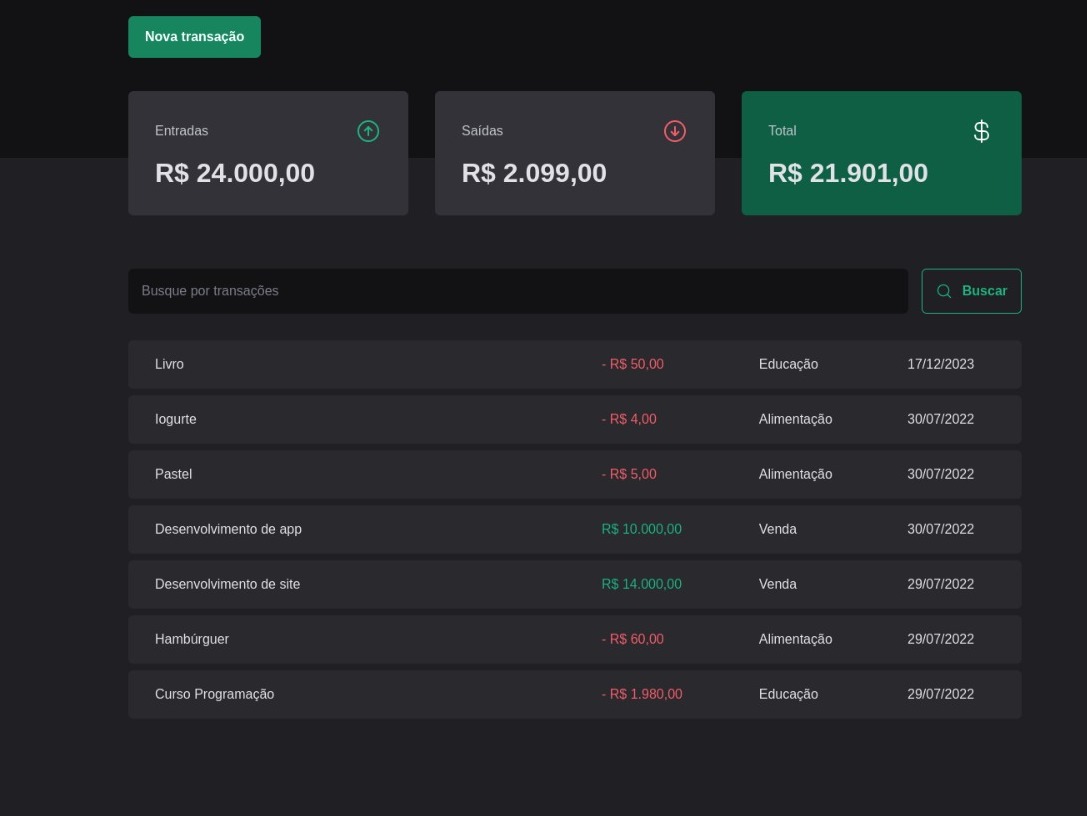 Nova transação
Entradas Saídas Total
R$ 24.000,00 R$ 2.099,00 R$ 21.901,00
Busque por transações Buscar
Livro - R$ 50,00 Educação 17/12/2023
Iogurte - R$ 4,00 Alimentação 30/07/2022
Pastel - R$ 5,00 Alimentação 30/07/2022
Desenvolvimento de app R$ 10.000,00 Venda 30/07/2022
Desenvolvimento de site R$ 14.000,00 Venda 29/07/2022
Hambúrguer - R$ 60,00 Alimentação 29/07/2022
Curso Programação - R$ 1.980,00 Educação 29/07/2022